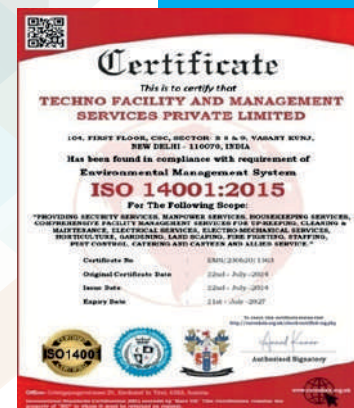 Certificate
This is to certify that
TECHNO FACILITY AND MANAGEMENT
SERVICES PRIVATE LIMITED
104, FIRST FLOOR, CSC, SECTOR- B 8 & 9, VASANT KUNJ,
NEW DELHI - 110070, INDIA
Has been found in compliance with requirement of
Environmental Management System
ISO 14001:2015
For The Following Scope:
"PROVIDING SECURITY SERVICES, MANPOWER SERVICES, HOUSEKEEPING SERVICES,
COMPREHENSIVE FACILITY MANAGEMENT SERVICES FOR UP-KEEPING, CLEANING &
MAINTERANCE, ELECTRICAL SERVICES, ELECTRO-MECHANICAL SERVICES,
HORTICULTURE, GARDENING, LAND SCAPING, FIRE FIGHTING, STAFFING,
PEST CONTROL, CATERING AND CANTEEN AND ALLIED SERVICE."
Certificate No
Original Certificate Date 22nd - July -2024
Issue Date 22nd - July -2024
Expiry Date 21st - July -2027
ISO14001
Authorised Signatory